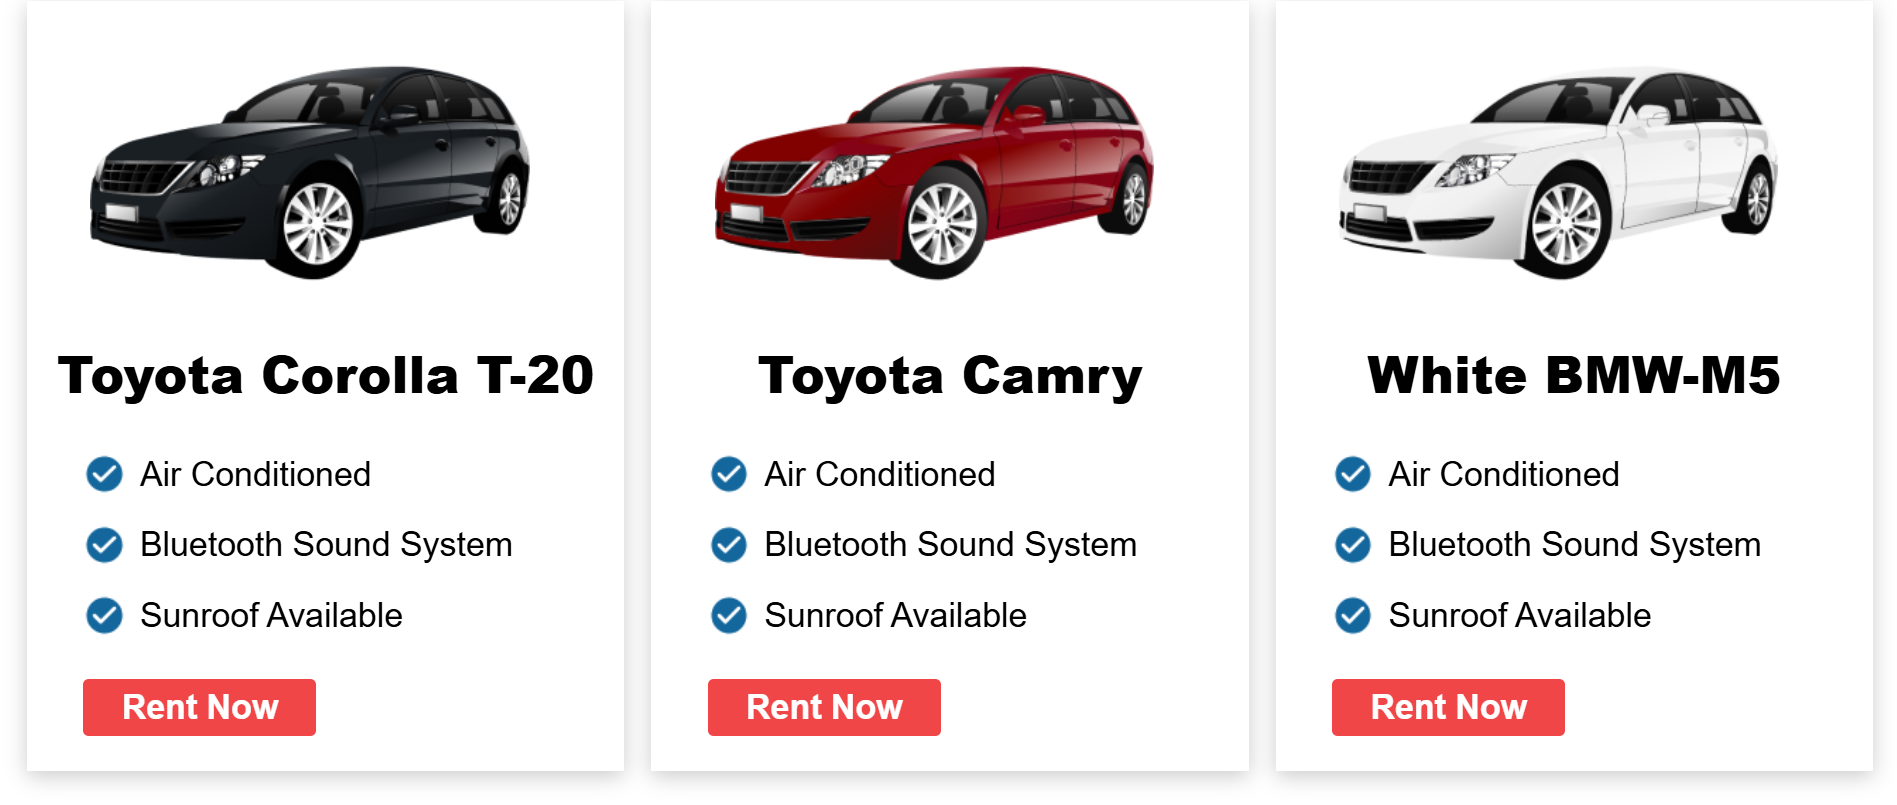 Toyota Corolla T-20
Air Conditioned
Bluetooth Sound System
Sunroof Available
Rent Now
Toyota Camry
Air Conditioned
Bluetooth Sound System
Sunroof Available
Rent Now
White BMW-M5
Air Conditioned
Bluetooth Sound System
Sunroof Available
Rent Now